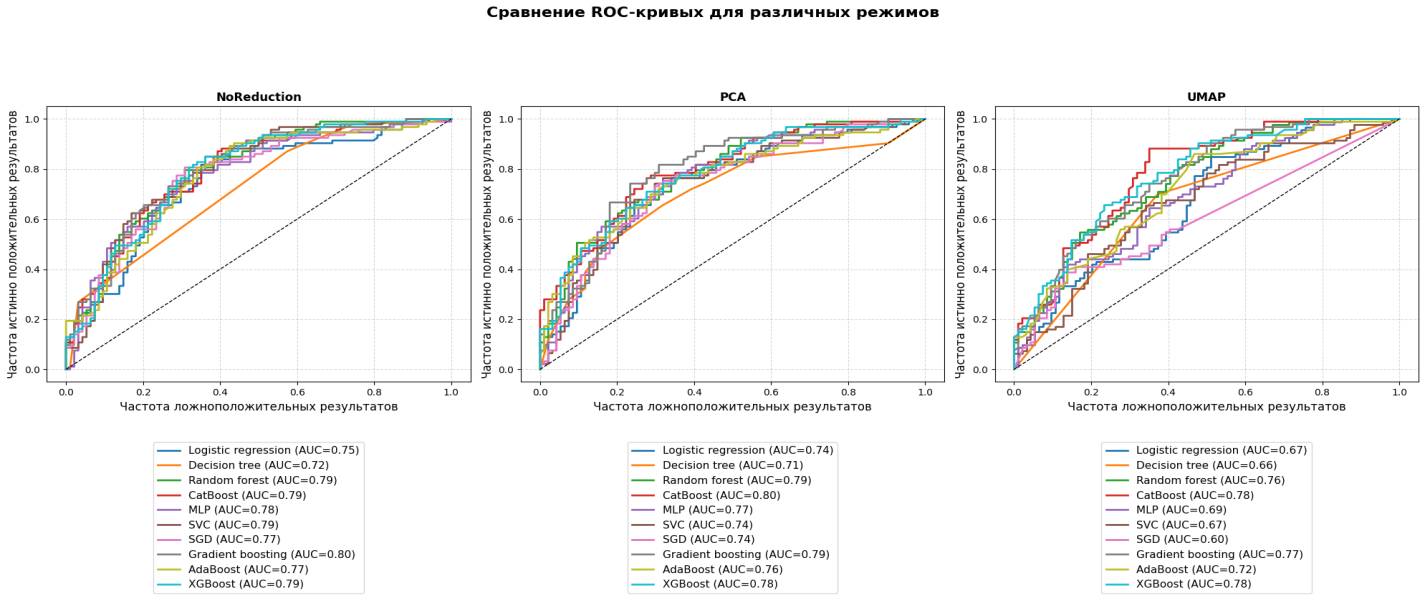 Сравнение ROC-кривых для различных режимов
NoReduction
Частота истинно положительных результатов
1.0
0.8
0.6
0.4
0.2
0.0
0.0 0.2 0.4 0.6 0.8 1.0
Частота ложноположительных результатов
Logistic regression (AUC=0.75)
Decision tree (AUC=0.72)
Random forest (AUC=0.79)
CatBoost (AUC=0.79)
MLP (AUC=0.78)
SVC (AUC=0.79)
SGD (AUC=0.77)
Gradient boosting (AUC=0.80)
AdaBoost (AUC=0.77)
XGBoost (AUC=0.79)
PCA
Частота истинно положительных результатов
1.0
0.8
0.6
0.4
0.2
0.0
0.0 0.2 0.4 0.6 0.8 1.0
Частота ложноположительных результатов
Logistic regression (AUC=0.74)
Decision tree (AUC=0.71)
Random forest (AUC=0.79)
CatBoost (AUC=0.80)
MLP (AUC=0.77)
SVC (AUC=0.74)
SGD (AUC=0.74)
Gradient boosting (AUC=0.79)
AdaBoost (AUC=0.76)
XGBoost (AUC=0.78)
UMAP
Частота истинно положительных результатов
1.0
0.8
0.6
0.4
0.2
0.0
0.0 0.2 0.4 0.6 0.8 1.0
Частота ложноположительных результатов
Logistic regression (AUC=0.67)
Decision tree (AUC=0.66)
Random forest (AUC=0.76)
CatBoost (AUC=0.78)
MLP (AUC=0.69)
SVC (AUC=0.67)
SGD (AUC=0.60)
Gradient boosting (AUC=0.77)
AdaBoost (AUC=0.72)
XGBoost (AUC=0.78)